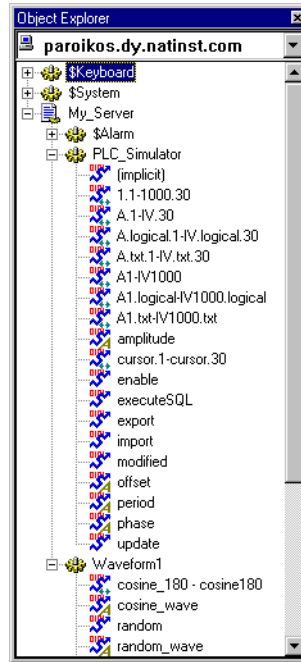 Object Explorer
paroikos.dy.natinst.com
$Keyboard
$System
My_Server
$Alarm
PLC_Simulator
(implicit)
1.1-1000.30
A.1-IV.30
A.logical.1-IV.logical.30
A.txt.1-IV.txt.30
A1-IV1000
A1.logical-IV1000.logical
A1.txt-IV1000.txt
amplitude
cursor.1-cursor.30
enable
executeSQL
export
import
modified
offset
period
phase
update
Waveform1
cosine_180 - cosine180
cosine_wave
random
random_wave